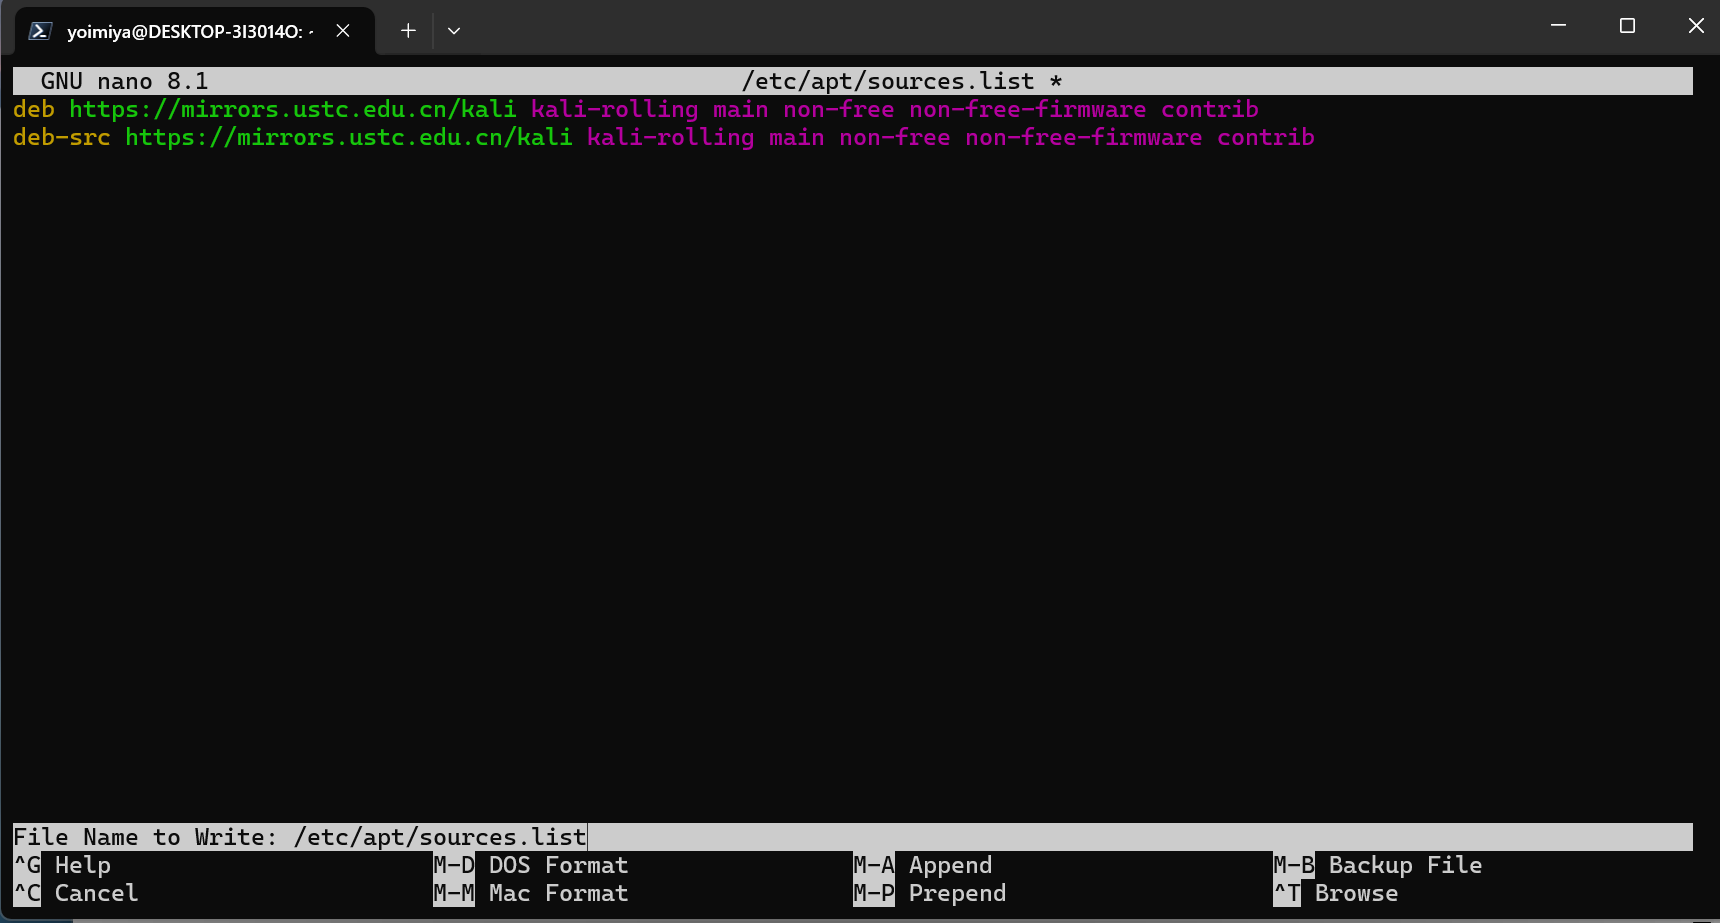 yoimiya@DESKTOP-3I3014O: -
GNU nano 8.1 /etc/apt/sources.list *
deb https://mirrors.ustc.edu.cn/kali kali-rolling main non-free non-free-firmware contrib
deb-src https://mirrors.ustc.edu.cn/kali kali-rolling main non-free non-free-firmware contrib
File Name to Write: /etc/apt/sources.list
^G Help M-D DOS Format M-A Append M-B Backup File
^C Cancel M-M Mac Format M-P Prepend ^T Browse